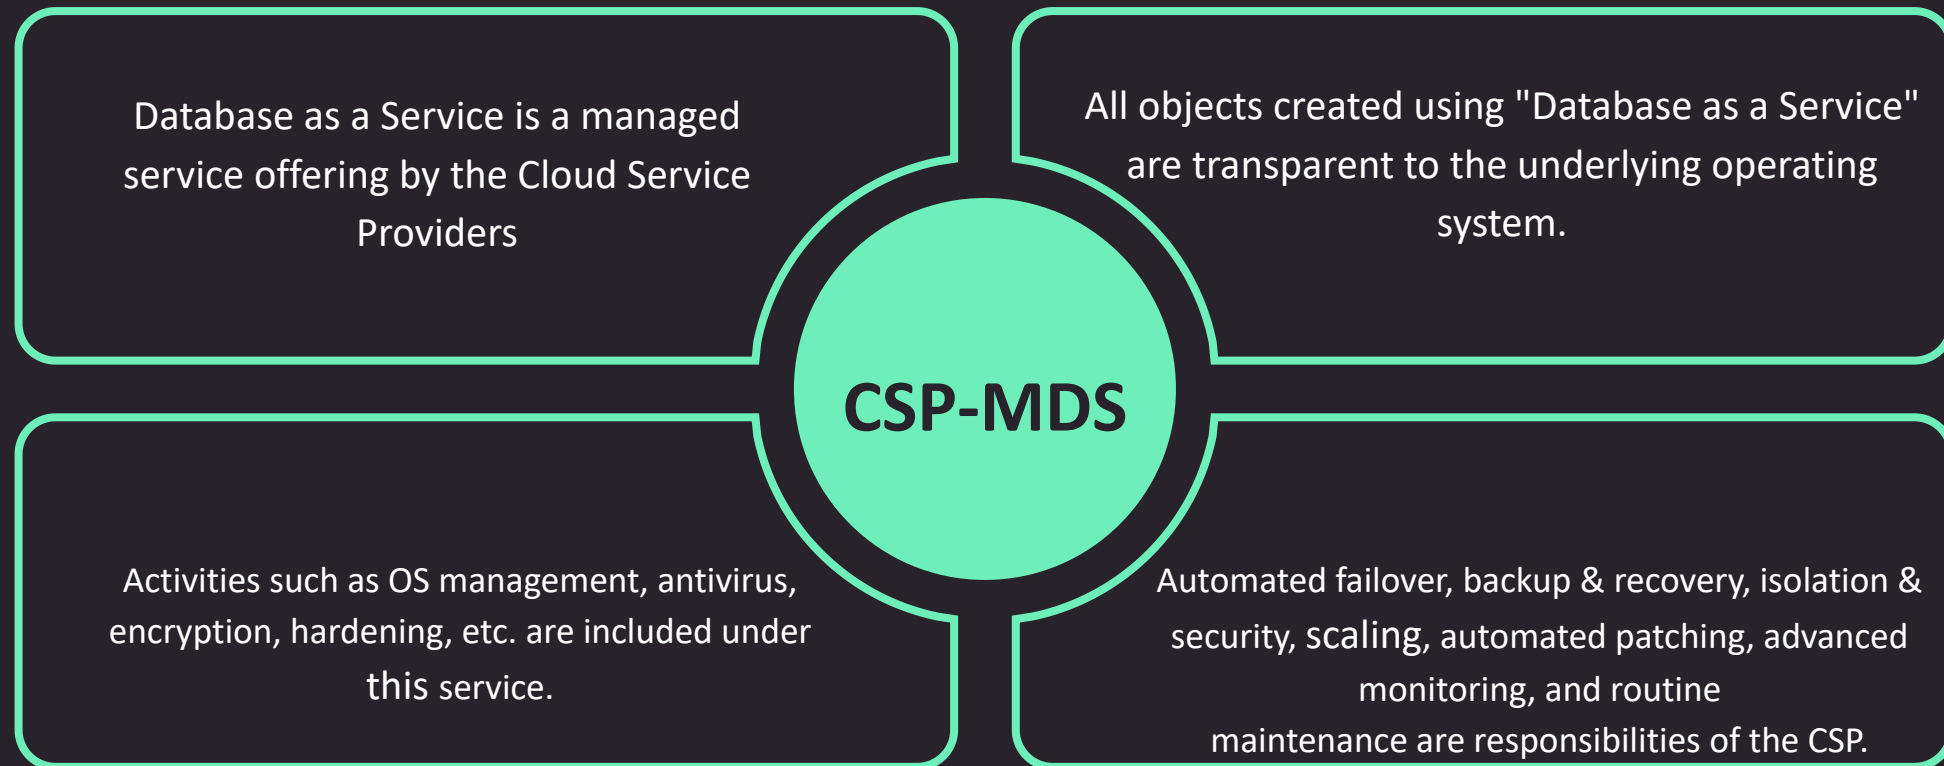 Database as a Service is a managed
service offering by the Cloud Service
Providers
All objects created using "Database as a Service"
are transparent to the underlying operating
system.
CSP-MDS
Activities such as OS management, antivirus,
encryption, hardening, etc. are included under
this service.
Automated failover, backup & recovery, isolation &
security, scaling, automated patching, advanced
monitoring, and routine
maintenance are responsibilities of the CSP.